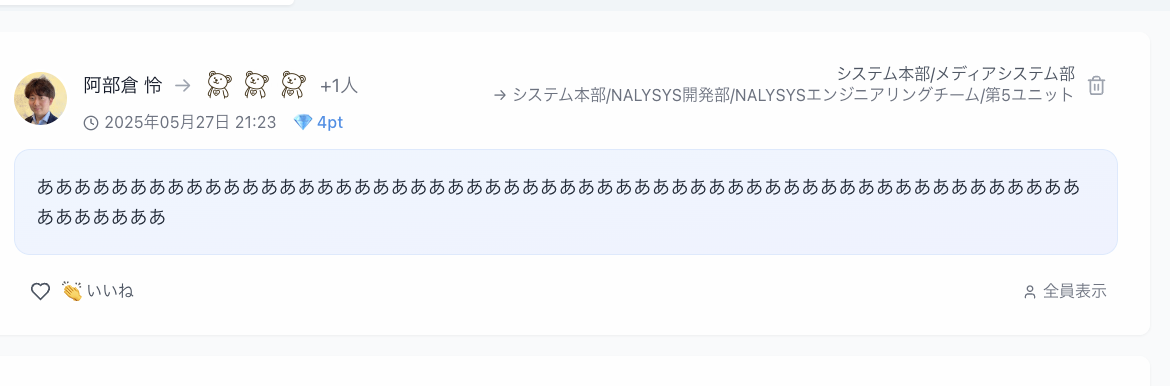 阿部倉 怜 → +1人
システム本部/メディアシステム部
→ システム本部/NALYSYS開発部/NALYSYSエンジニアリングチーム/第5ユニット
2025年05月27日 21:23 4pt
ああああああああああああああああああああああああああああああああああああああああああああああああああああああああ
あああああああ
いいね
全員表示